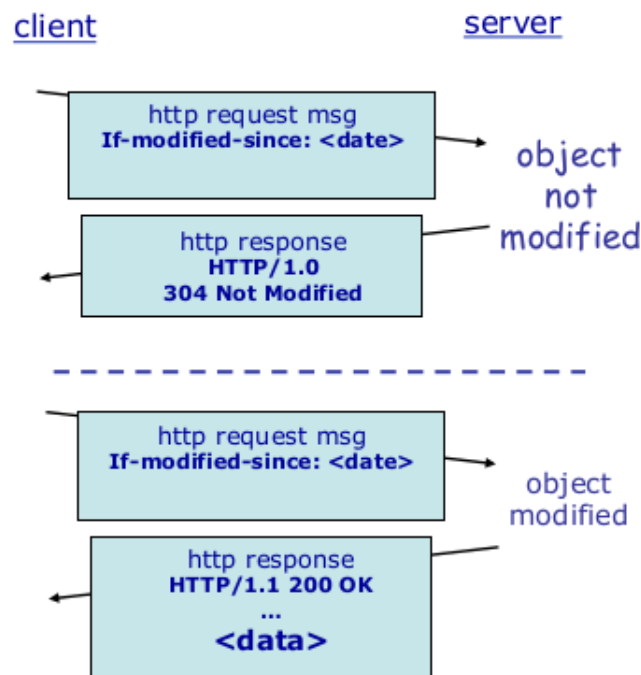 client
server
http request msg
If-modified-since: <date>
object
not
modified
http response
HTTP/1.0
304 Not Modified
http request msg
If-modified-since: <date>
object
modified
http response
HTTP/1.1 200 OK
...
<data>